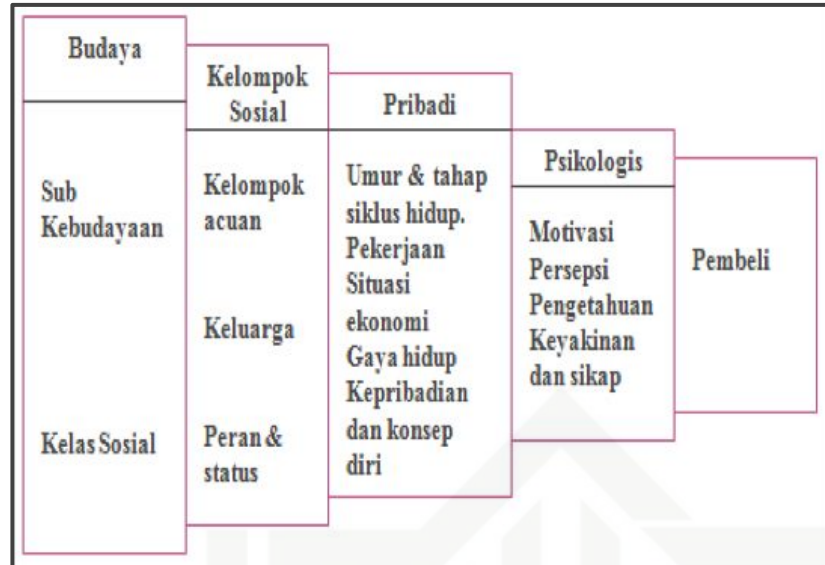 Budaya
Sub
Kebudayaan
Kelas Sosial
Kelompok
Sosial
Kelompok
acuan
Keluarga
Peran &
status
Pribadi
Umur & tahap
siklus hidup.
Pekerjaan
Situasi
ekonomi
Gaya hidup
Kepribadian
dan konsep
diri
Psikologis
Motivasi
Persepsi
Pengetahuan
Keyakinan
dan sikap
Pembeli